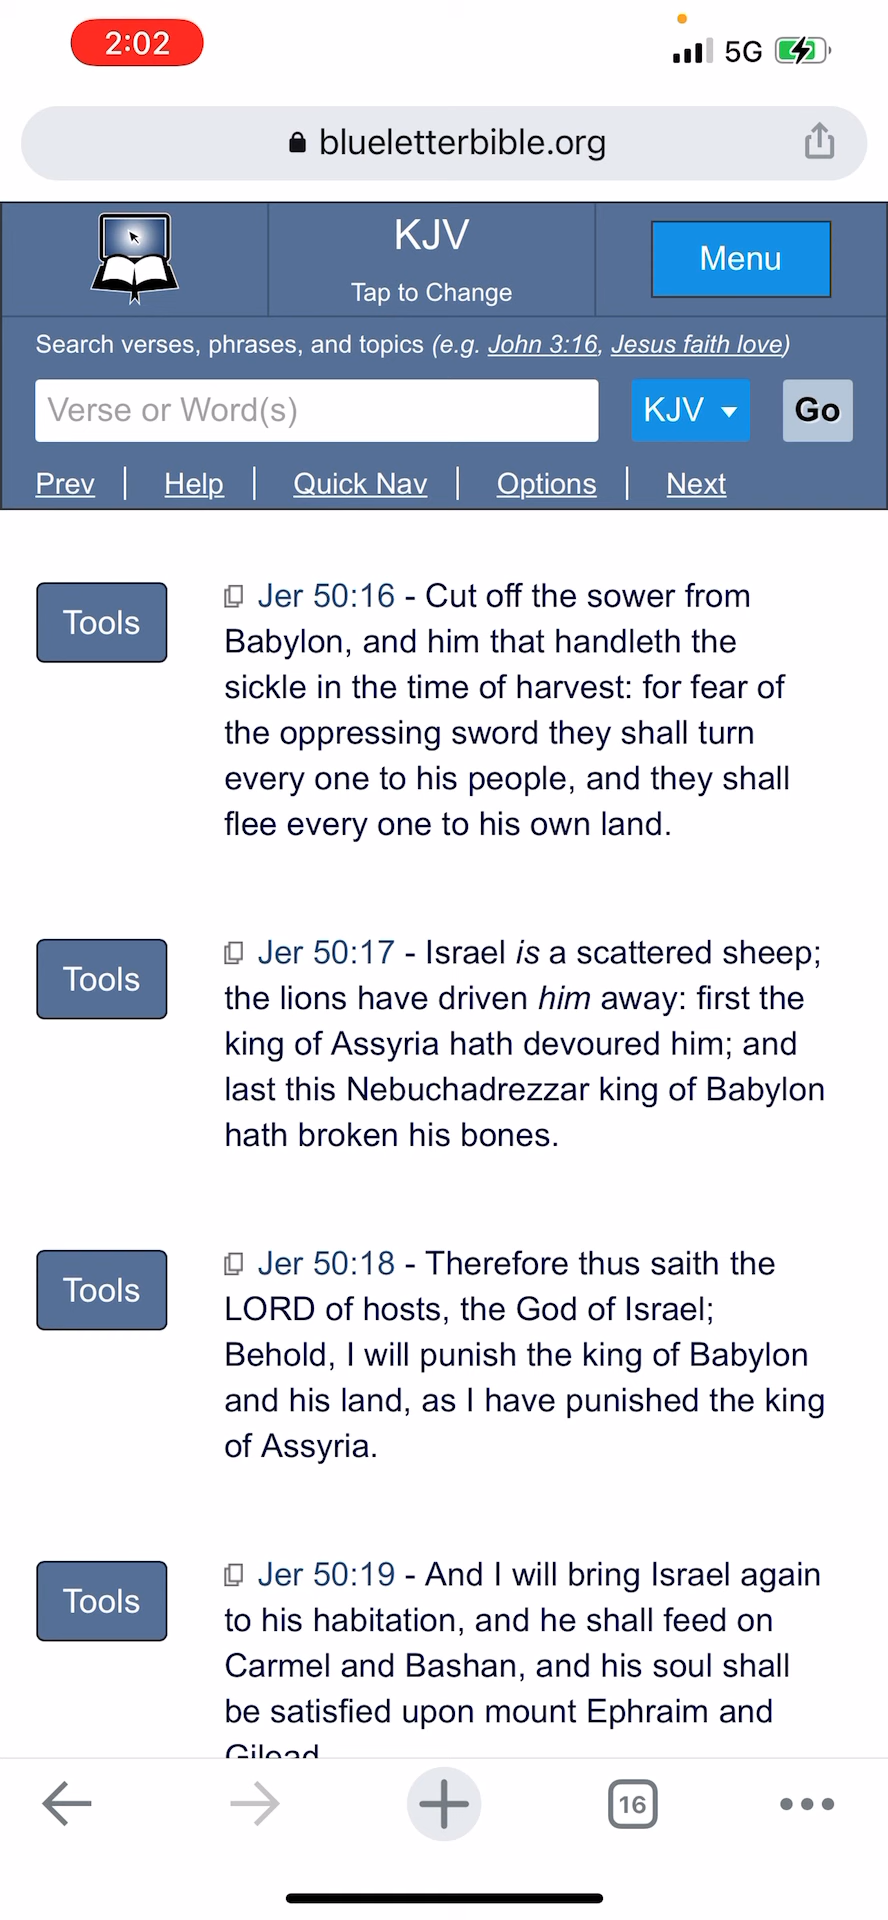 2:02
5G
blueletterbible.org
KJV
Tap to Change
Menu
Search verses, phrases, and topics (e.g. John 3:16, Jesus faith love)
Verse or Word(s)
KJV
Go
Prev | Help | Quick Nav | Options | Next
Tools
Jer 50:16 - Cut off the sower from
Babylon, and him that handleth the
sickle in the time of harvest: for fear of
the oppressing sword they shall turn
every one to his people, and they shall
flee every one to his own land.
Tools
Jer 50:17 - Israel is a scattered sheep;
the lions have driven him away: first the
king of Assyria hath devoured him; and
last this Nebuchadrezzar king of Babylon
hath broken his bones.
Tools
Jer 50:18 - Therefore thus saith the
LORD of hosts, the God of Israel;
Behold, I will punish the king of Babylon
and his land, as I have punished the king
of Assyria.
Tools
Jer 50:19 - And I will bring Israel again
to his habitation, and he shall feed on
Carmel and Bashan, and his soul shall
be satisfied upon mount Ephraim and
Gilead
16